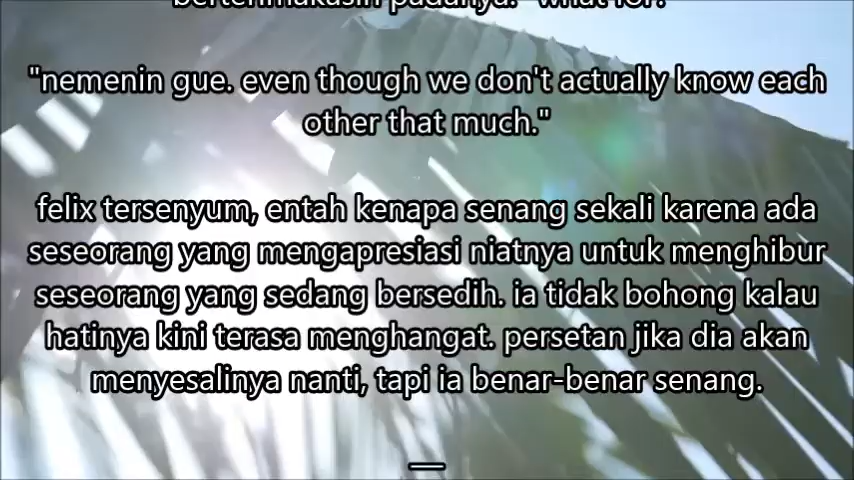 berterimakasih padanya. "what for?"
"nemenin gue. even though we don't actually know each
other that much."
felix tersenyum, entah kenapa senang sekali karena ada
seseorang yang mengapresiasi niatnya untuk menghibur
seseorang yang sedang bersedih. ia tidak bohong kalau
hatinya kini terasa menghangat. persetan jika dia akan
menyesalinya nanti, tapi ia benar-benar senang.
__